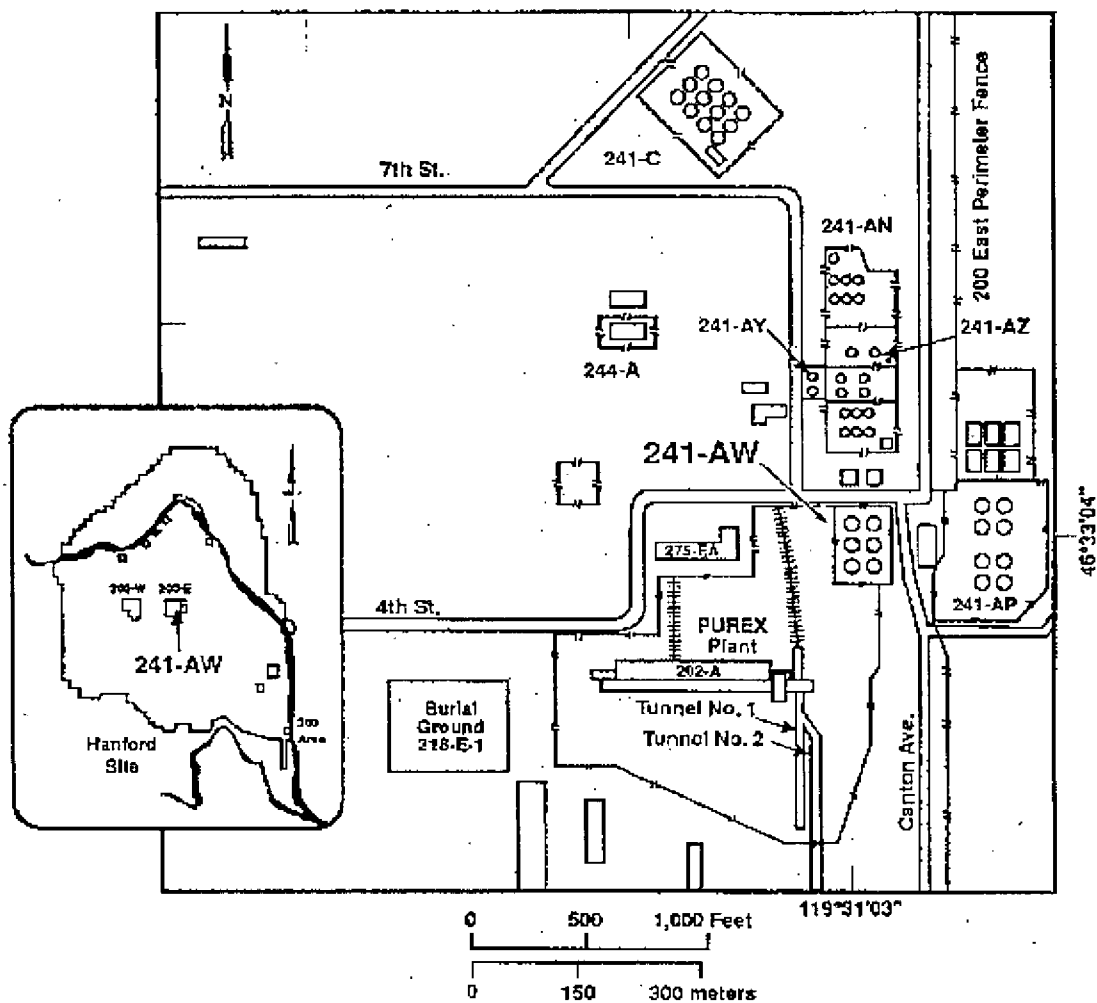 N
7th St.
241-C
241-AN
200 East Perimeter Fence
241-AY
241-AZ
244-A
241-AW
46°33'04"
200-W 200-E
241-AW
Hanford
Site
300
Area
4th St.
275-EA
PUREX
Plant
202-A
241-AP
Burial
Ground
218-E-1
Tunnel No. 1
Tunnel No. 2
Canton Ave.
119°31'03"
0 500 1,000 Feet
0 150 300 meters